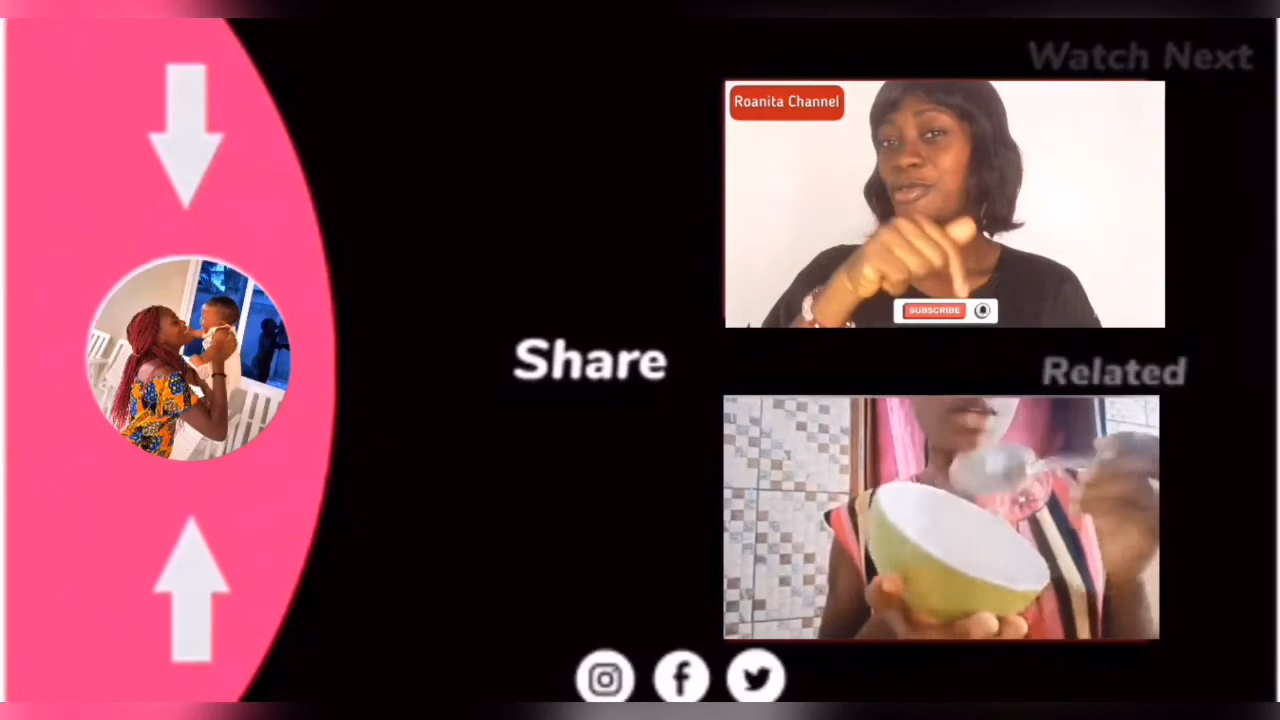 Watch Next
Roanita Channel
SUBSCRIBE
Share
Related